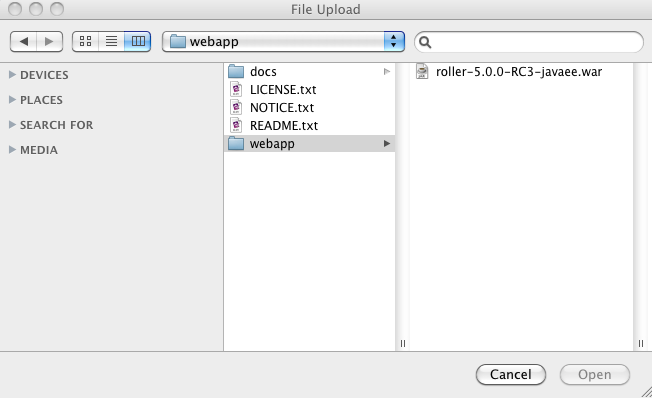 File Upload
webapp
DEVICES
PLACES
SEARCH FOR
MEDIA
docs
LICENSE.txt
NOTICE.txt
README.txt
webapp
roller-5.0.0-RC3-javaee.war
Cancel
Open